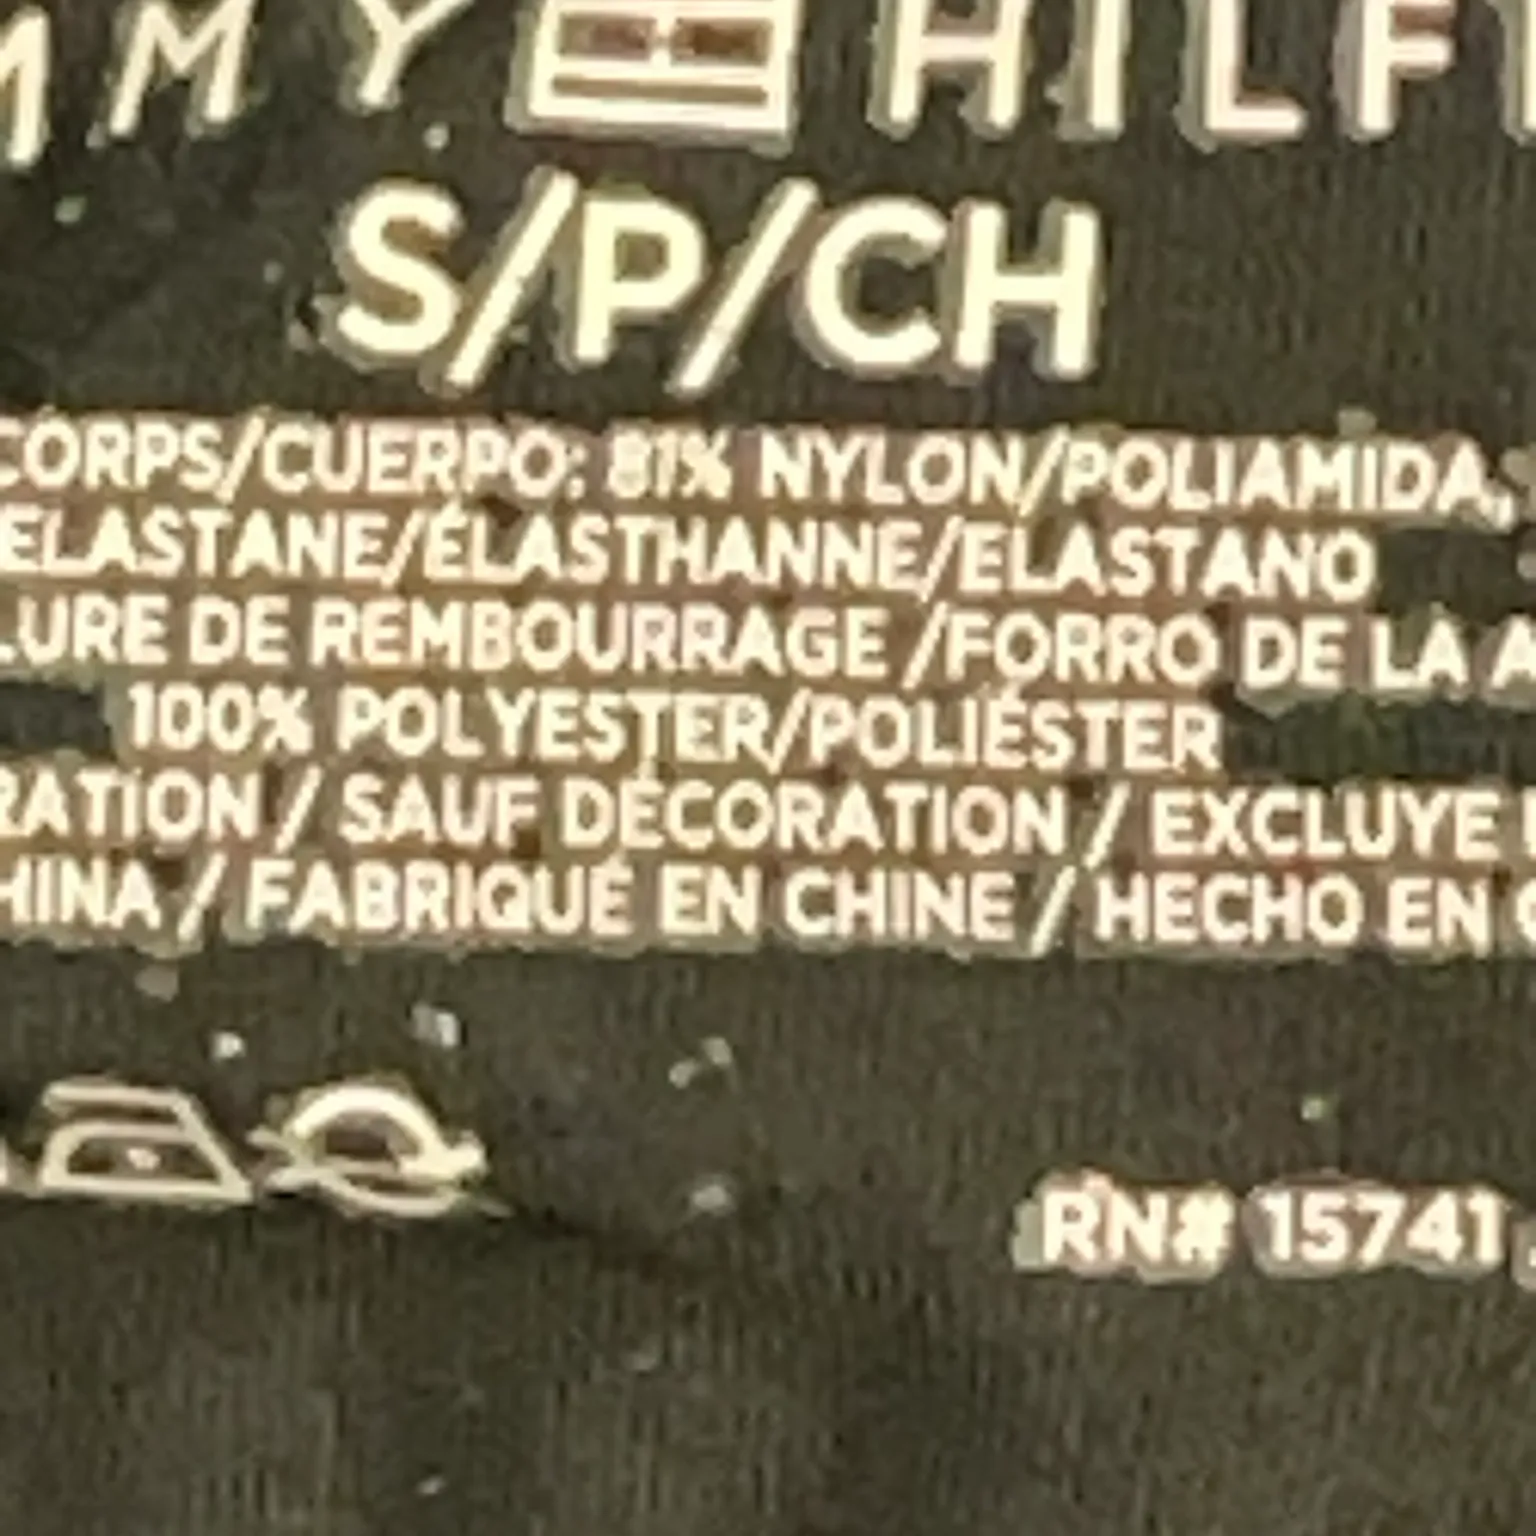 MMY HILF
S/P/CH
CORPS/CUERPO: 81% NYLON/POLIAMIDA,
ELASTANE/ÉLASTHANNE/ELASTANO
LURE DE REMBOURRAGE /FORRO DE LA A
100% POLYESTER/POLIÉSTER
RATION / SAUF DÉCORATION / EXCLUYE
HINA / FABRIQUÉ EN CHINE / HECHO EN
RN# 15741